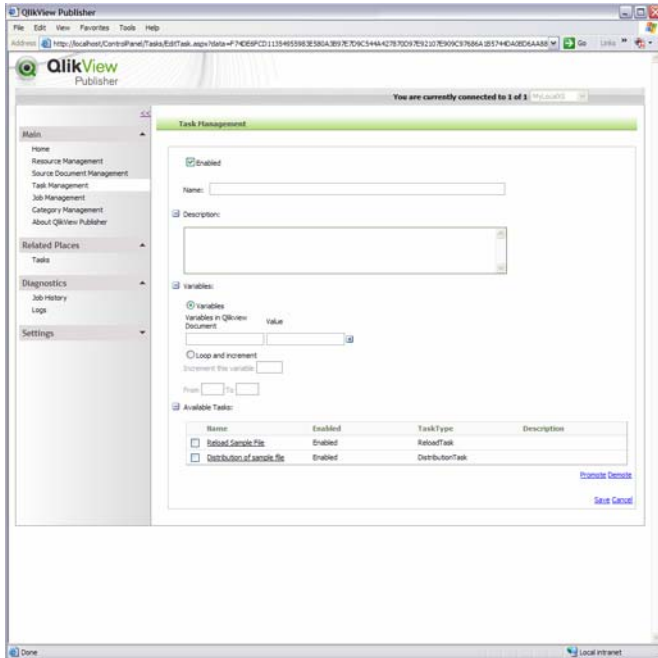 QlikView Publisher
File Edit View Favorites Tools Help
Address Go Links
QlikView
Publisher
You are currently connected to 1 of 1
<<
Main
Home
Resource Management
Source Document Management
Task Management
Job Management
Category Management
About QlikView Publisher
Related Places
Tasks
Diagnostics
Job History
Logs
Settings
Task Management
Enabled
Name:
Description:
Variables:
Variables
Variables in Qlikview
Document
Value
Loop and increment
Increment this variable
From To
Available Tasks:
Name Enabled TaskType Description
Reload Sample File Enabled ReloadTask
Distribution of sample file Enabled DistributionTask
Promote Demote
Save Cancel
Done Local intranet